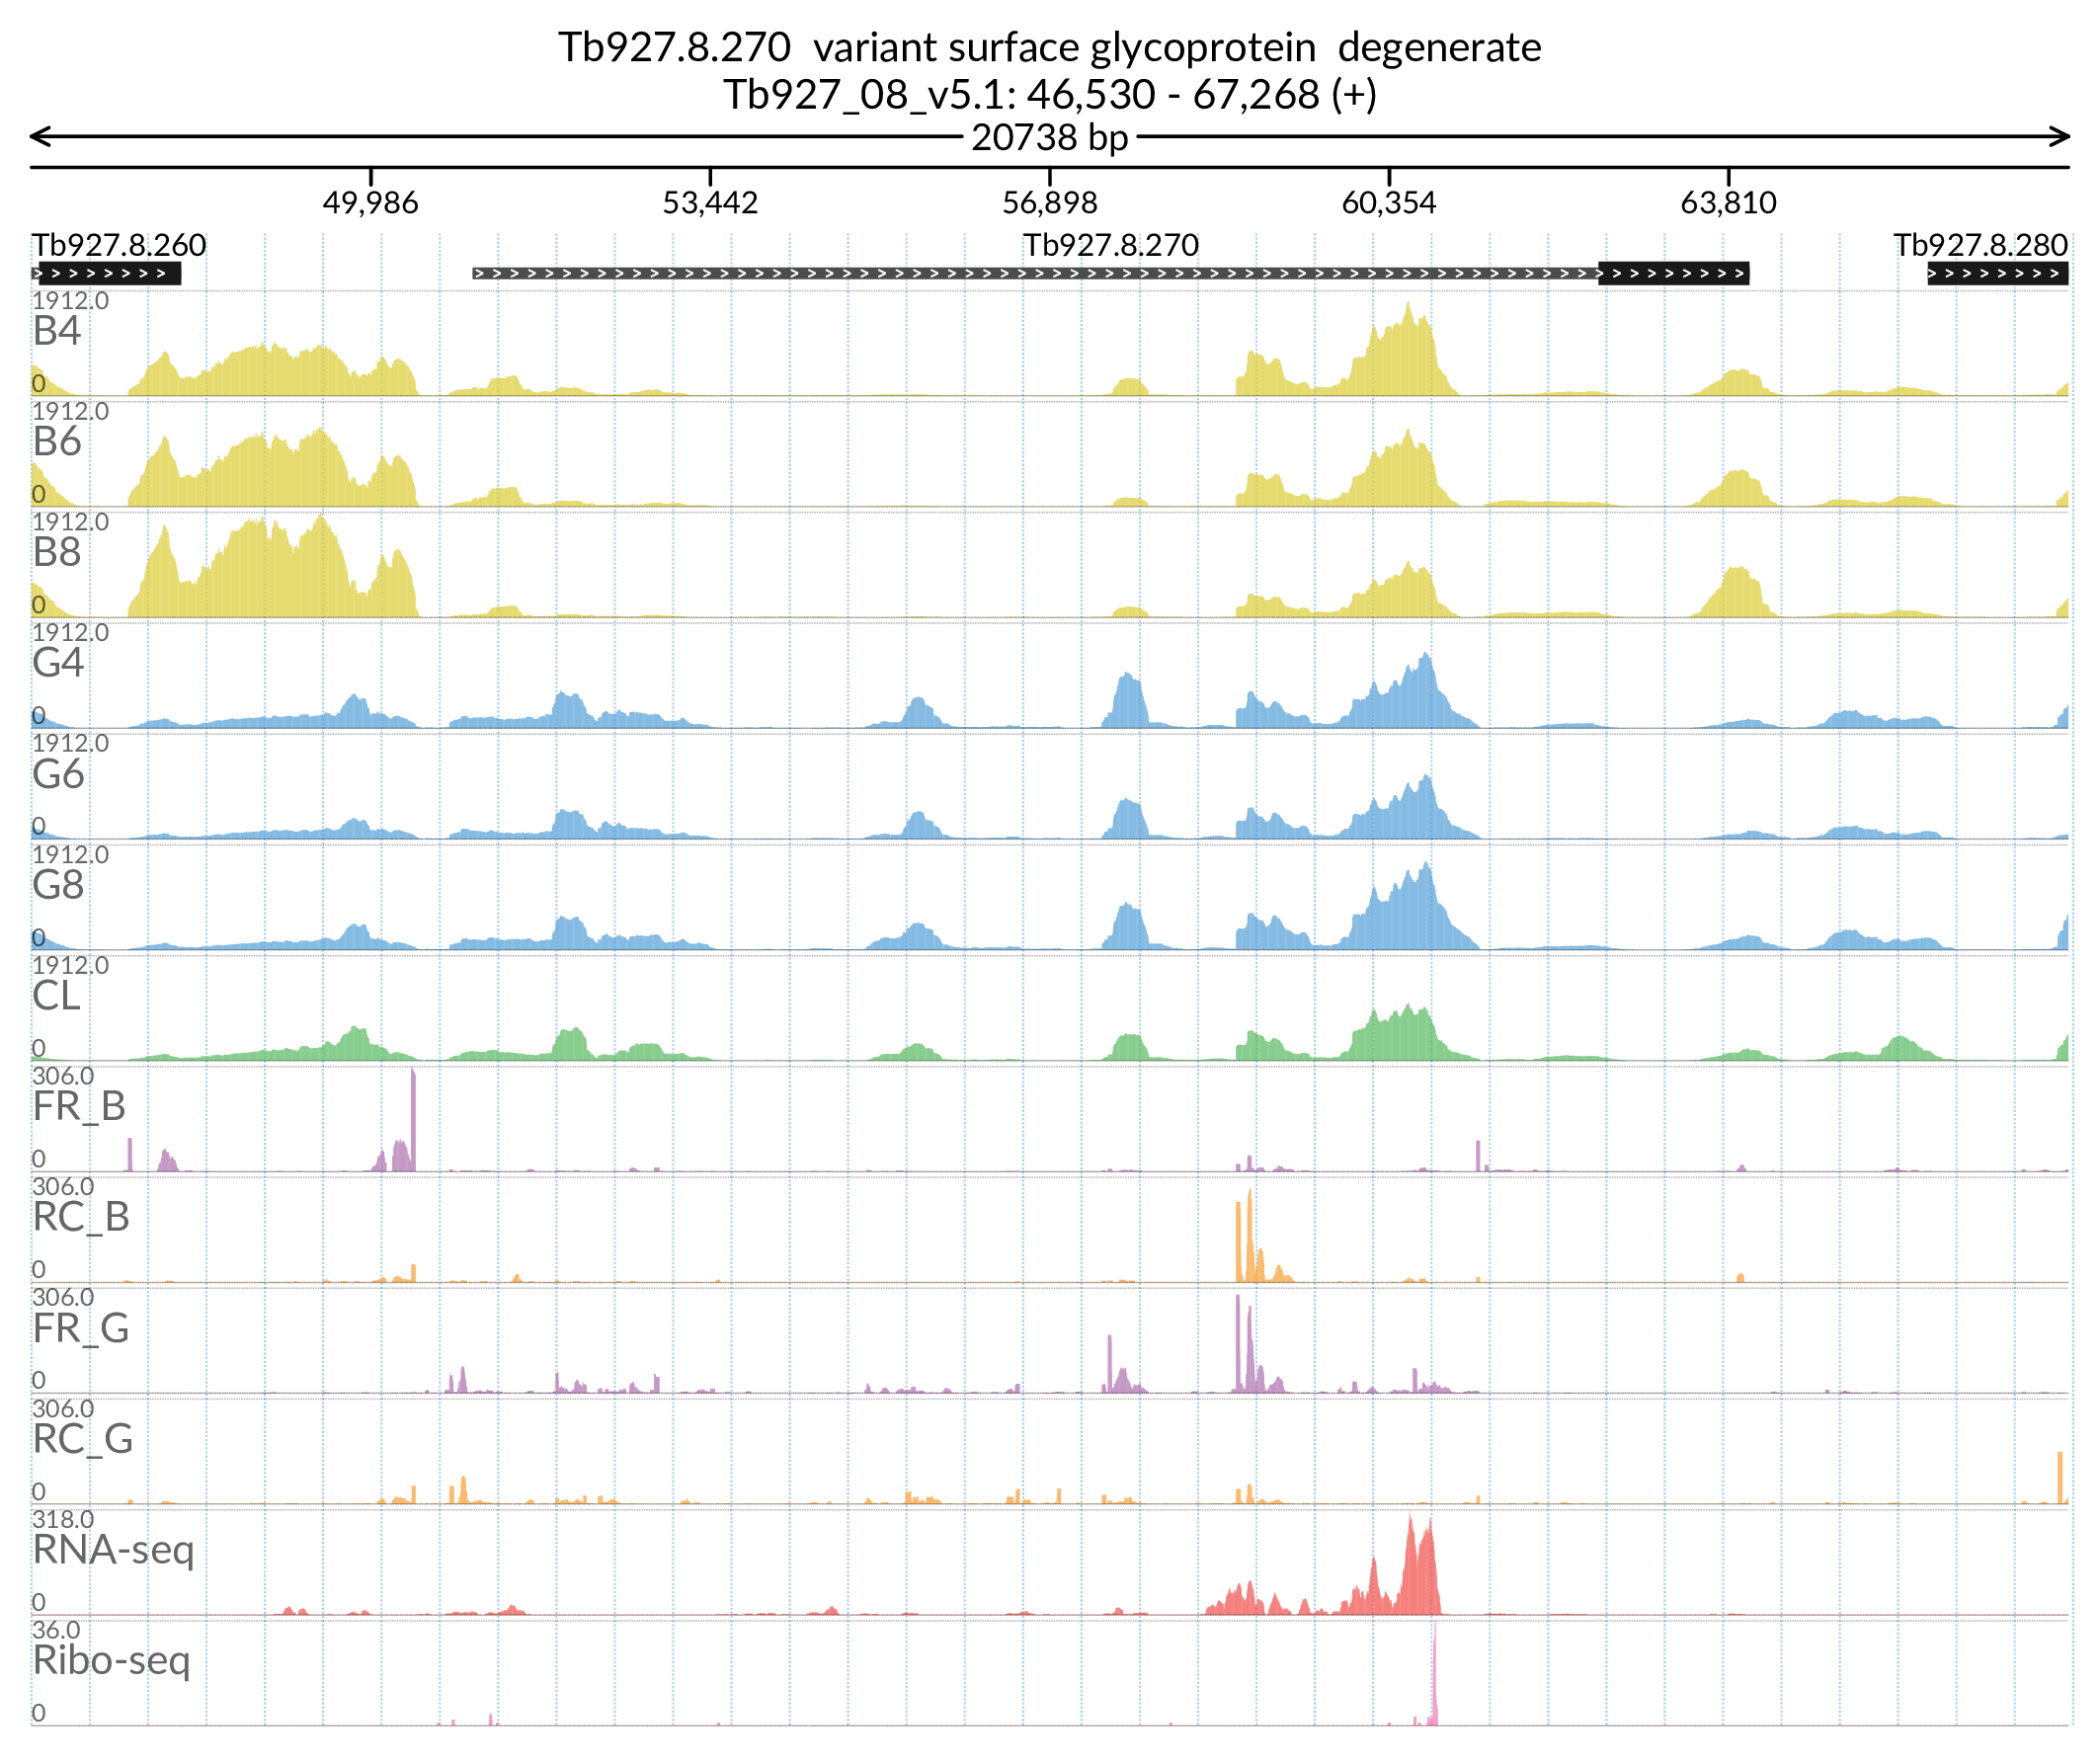 Tb927.8.270  variant surface glycoprotein  degenerate
Tb927_08_v5.1: 46,530 - 67,268 (+)
20738 bp
49,986 53,442 56,898 60,354 63,810
Tb927.8.260 Tb927.8.270 Tb927.8.280
1912.0
B4
0
1912.0
B6
0
1912.0
B8
0
1912.0
G4
0
1912.0
G6
0
1912.0
G8
0
1912.0
CL
0
306.0
FR_B
0
306.0
RC_B
0
306.0
FR_G
0
306.0
RC_G
0
318.0
RNA-seq
0
36.0
Ribo-seq
0